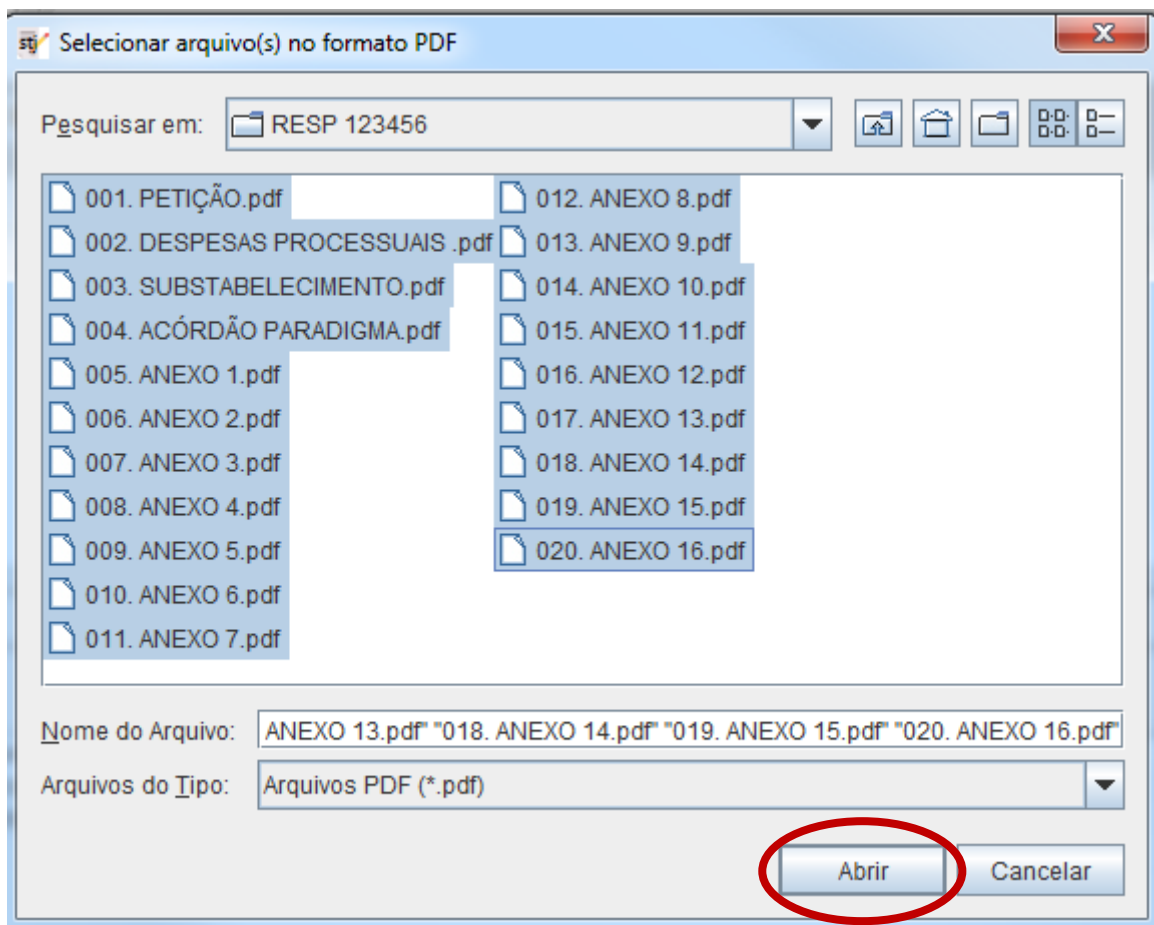 stj Selecionar arquivo(s) no formato PDF
Pesquisar em: RESP 123456
001. PETIÇÃO.pdf
002. DESPESAS PROCESSUAIS .pdf
003. SUBSTABELECIMENTO.pdf
004. ACÓRDÃO PARADIGMA.pdf
005. ANEXO 1.pdf
006. ANEXO 2.pdf
007. ANEXO 3.pdf
008. ANEXO 4.pdf
009. ANEXO 5.pdf
010. ANEXO 6.pdf
011. ANEXO 7.pdf
012. ANEXO 8.pdf
013. ANEXO 9.pdf
014. ANEXO 10.pdf
015. ANEXO 11.pdf
016. ANEXO 12.pdf
017. ANEXO 13.pdf
018. ANEXO 14.pdf
019. ANEXO 15.pdf
020. ANEXO 16.pdf
Nome do Arquivo: ANEXO 13.pdf" "018. ANEXO 14.pdf" "019. ANEXO 15.pdf" "020. ANEXO 16.pdf"
Arquivos do Tipo: Arquivos PDF (*.pdf)
Abrir Cancelar